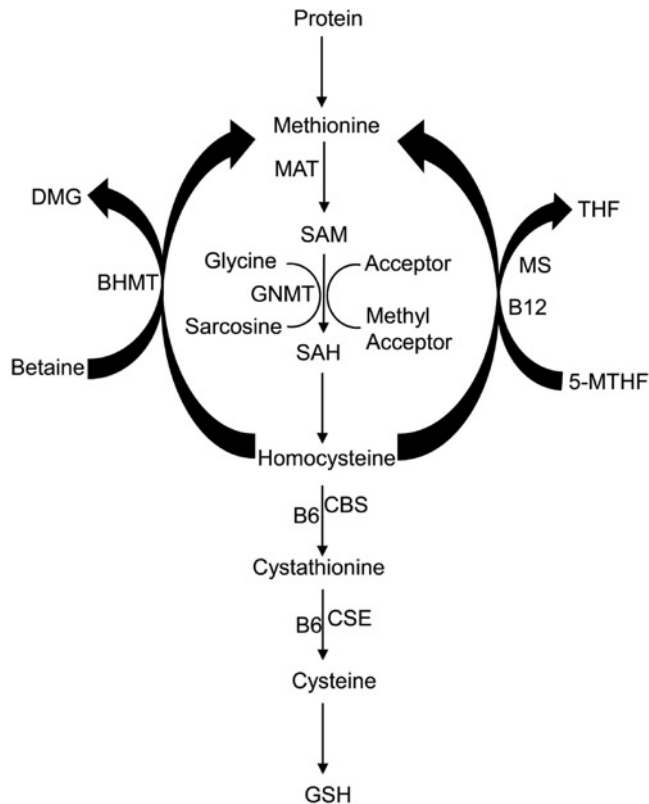 Protein
Methionine
MAT
DMG
THF
SAM
Glycine
Acceptor
BHMT
GNMT
MS
B12
Sarcosine
Methyl
Acceptor
SAH
Betaine
5-MTHF
Homocysteine
B6
CBS
Cystathionine
B6
CSE
Cysteine
GSH